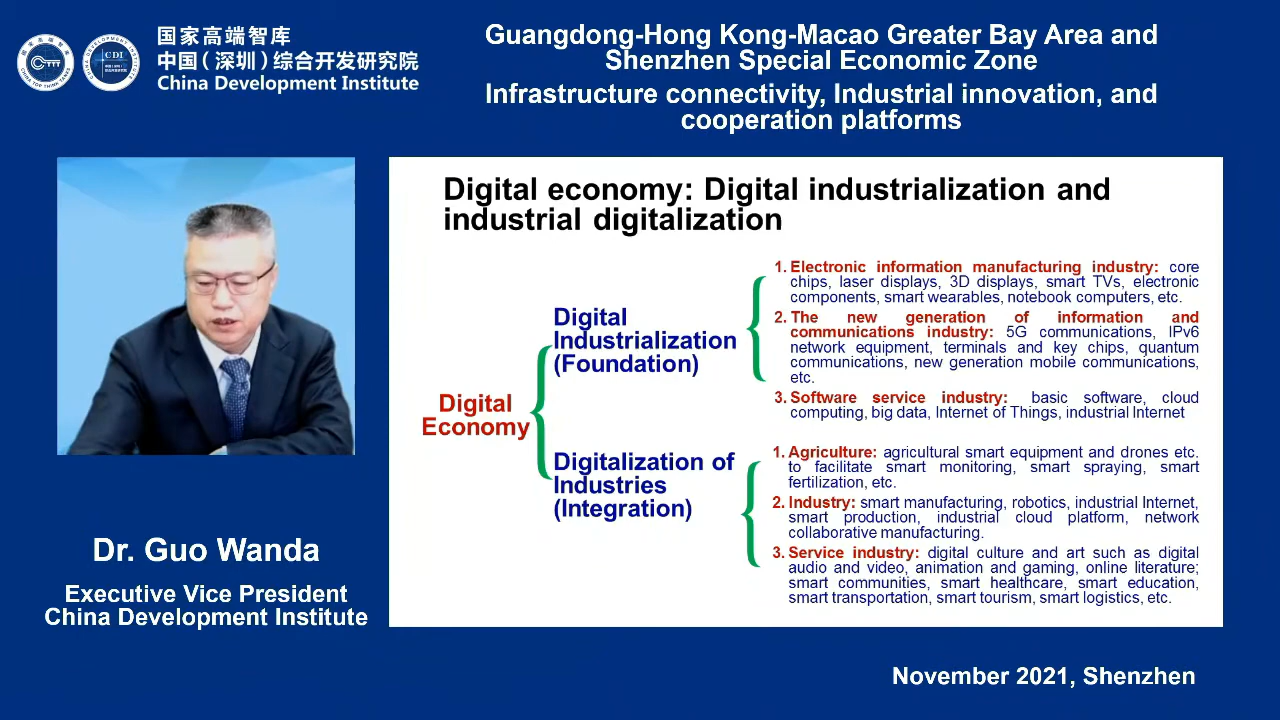 国家高端智库
中国（深圳）综合开发研究院
China Development Institute
CDI
Guangdong-Hong Kong-Macao Greater Bay Area and
Shenzhen Special Economic Zone
Infrastructure connectivity, Industrial innovation, and
cooperation platforms
Digital economy: Digital industrialization and
industrial digitalization
Digital
Economy
Digital
Industrialization
(Foundation)
1. Electronic information manufacturing industry: core
chips, laser displays, 3D displays, smart TVs, electronic
components, smart wearables, notebook computers, etc.
2. The new generation of information and
communications industry: 5G communications, IPv6
network equipment, terminals and key chips, quantum
communications, new generation mobile communications,
etc.
3. Software service industry: basic software, cloud
computing, big data, Internet of Things, industrial Internet
Digitalization of
Industries
(Integration)
1. Agriculture: agricultural smart equipment and drones etc.
to facilitate smart monitoring, smart spraying, smart
fertilization, etc.
2. Industry: smart manufacturing, robotics, industrial Internet,
smart production, industrial cloud platform, network
collaborative manufacturing.
3. Service industry: digital culture and art such as digital
audio and video, animation and gaming, online literature;
smart communities, smart healthcare, smart education,
smart transportation, smart tourism, smart logistics, etc.
Dr. Guo Wanda
Executive Vice President
China Development Institute
November 2021, Shenzhen